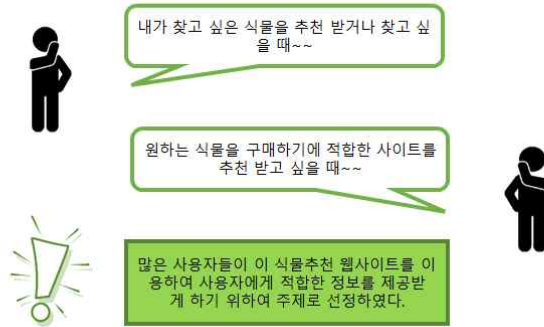 내가 찾고 싶은 식물을 추천 받거나 찾고 싶
을 때~~
원하는 식물을 구매하기에 적합한 사이트를
추천 받고 싶을 때~~
많은 사용자들이 이 식물추천 웹사이트를 이
용하여 사용자에게 적합한 정보를 제공받
게 하기 위하여 주제로 선정하였다.